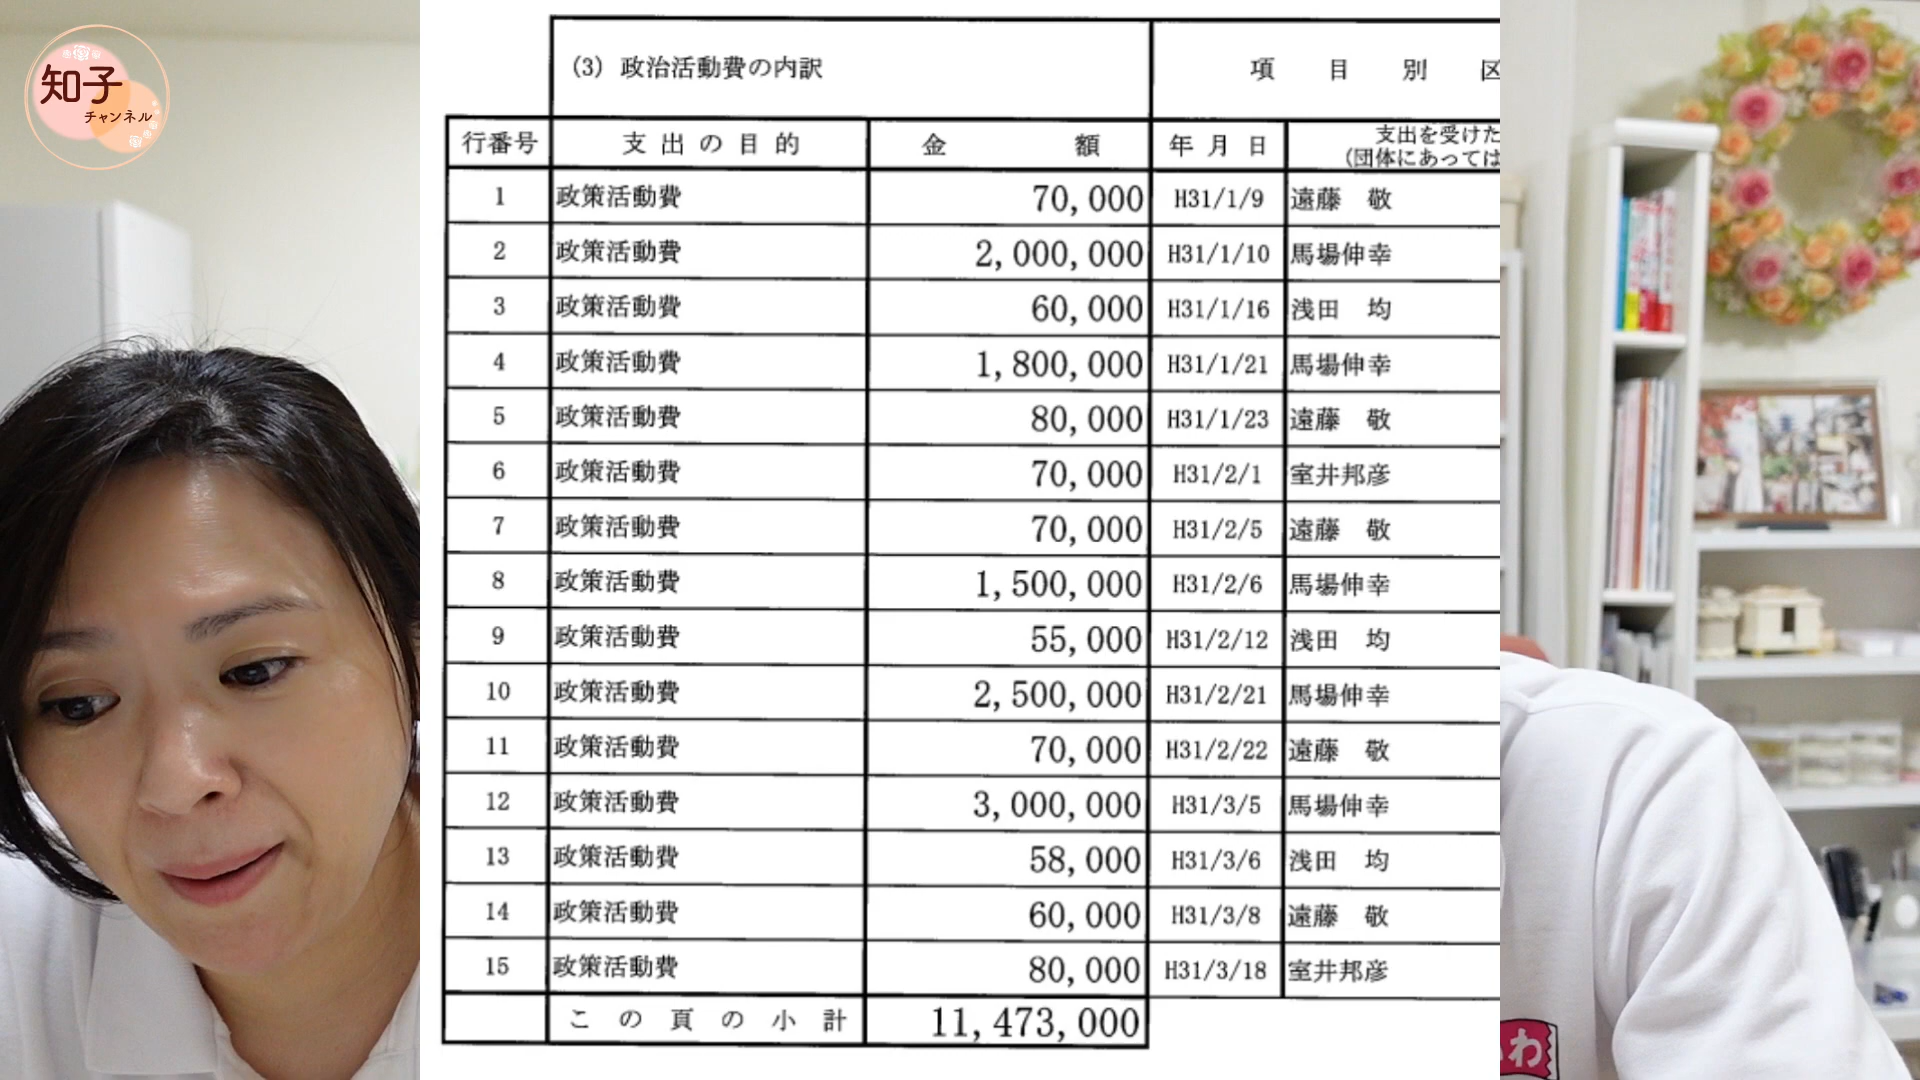 知子
チャンネル
(3) 政治活動費の内訳 項 目 別 区
行番号 支出の目的 金 額 年月日 支出を受けた
(団体にあっては
1 政策活動費 70,000 H31/1/9 遠藤 敬
2 政策活動費 2,000,000 H31/1/10 馬場伸幸
3 政策活動費 60,000 H31/1/16 浅田 均
4 政策活動費 1,800,000 H31/1/21 馬場伸幸
5 政策活動費 80,000 H31/1/23 遠藤 敬
6 政策活動費 70,000 H31/2/1 室井邦彦
7 政策活動費 70,000 H31/2/5 遠藤 敬
8 政策活動費 1,500,000 H31/2/6 馬場伸幸
9 政策活動費 55,000 H31/2/12 浅田 均
10 政策活動費 2,500,000 H31/2/21 馬場伸幸
11 政策活動費 70,000 H31/2/22 遠藤 敬
12 政策活動費 3,000,000 H31/3/5 馬場伸幸
13 政策活動費 58,000 H31/3/6 浅田 均
14 政策活動費 60,000 H31/3/8 遠藤 敬
15 政策活動費 80,000 H31/3/18 室井邦彦
この頁の小計 11,473,000
わ